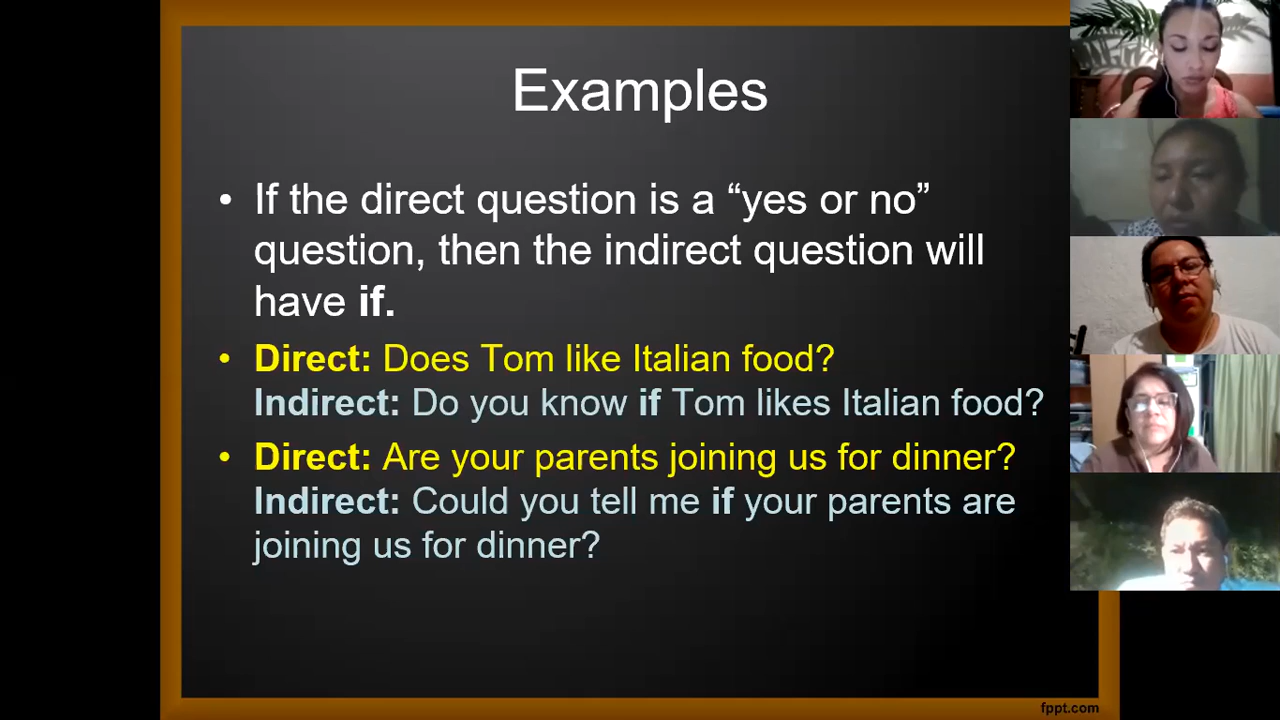 Examples
• If the direct question is a “yes or no”
question, then the indirect question will
have if.
• Direct: Does Tom like Italian food?
Indirect: Do you know if Tom likes Italian food?
• Direct: Are your parents joining us for dinner?
Indirect: Could you tell me if your parents are
joining us for dinner?
fppt.com